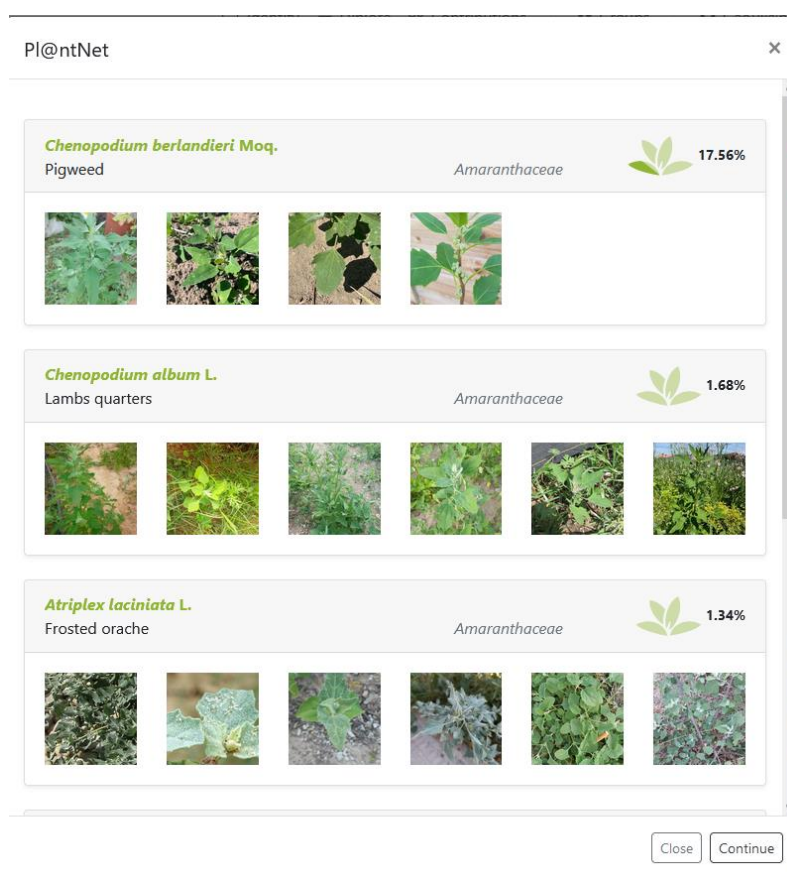 Pl@ntNet
×
Chenopodium berlandieri Moq.
Pigweed
Amaranthaceae
17.56%
Chenopodium album L.
Lambs quarters
Amaranthaceae
1.68%
Atriplex laciniata L.
Frosted orache
Amaranthaceae
1.34%
Close
Continue